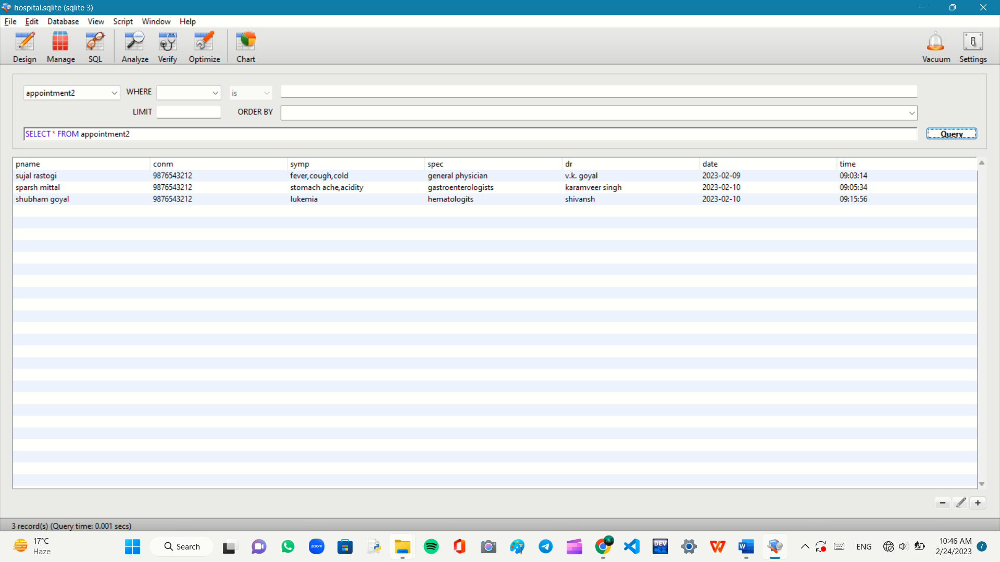 hospital.sqlite (sqlite 3)
File Edit Database View Script Window Help
Design Manage SQL Analyze Verify Optimize Chart Vacuum Settings
appointment2 WHERE is
LIMIT ORDER BY
SELECT * FROM appointment2 Query
pname conm symp spec dr date time
sujal rastogi 9876543212 fever,cough,cold general physician v.k. goyal 2023-02-09 09:03:14
sparsh mittal 9876543212 stomach ache,acidity gastroenterologists karamveer singh 2023-02-10 09:05:34
shubham goyal 9876543212 lukemia hematologits shivansh 2023-02-10 09:15:56
3 record(s) (Query time: 0.001 secs)
17°C
Haze
Search
zoom
DEV
C++
W
ENG
10:46 AM
2/24/2023
7